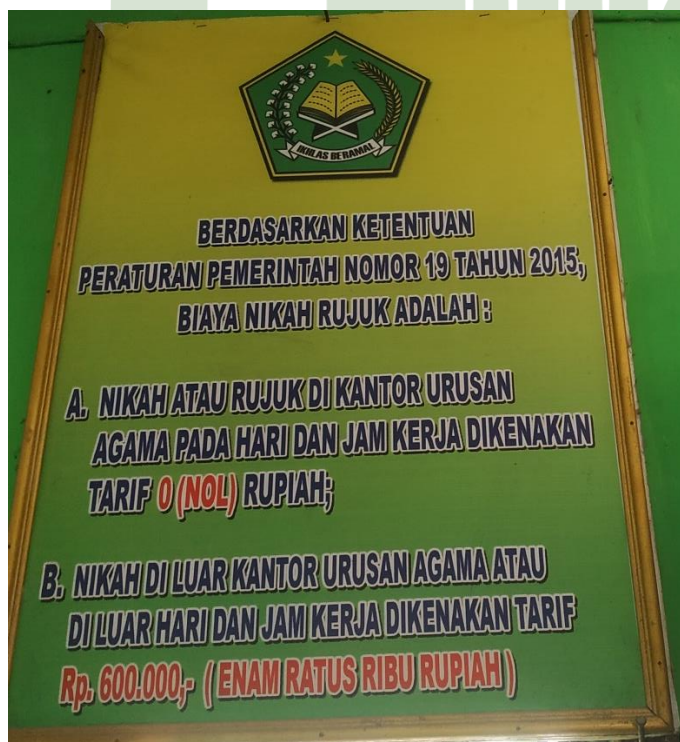 IKHLAS BERAMAL
BERDASARKAN KETENTUAN
PERATURAN PEMERINTAH NOMOR 19 TAHUN 2015,
BIAYA NIKAH RUJUK ADALAH :
A. NIKAH ATAU RUJUK DI KANTOR URUSAN
AGAMA PADA HARI DAN JAM KERJA DIKENAKAN
TARIF 0 (NOL) RUPIAH;
B. NIKAH DI LUAR KANTOR URUSAN AGAMA ATAU
DI LUAR HARI DAN JAM KERJA DIKENAKAN TARIF
Rp. 600.000,- ( ENAM RATUS RIBU RUPIAH )